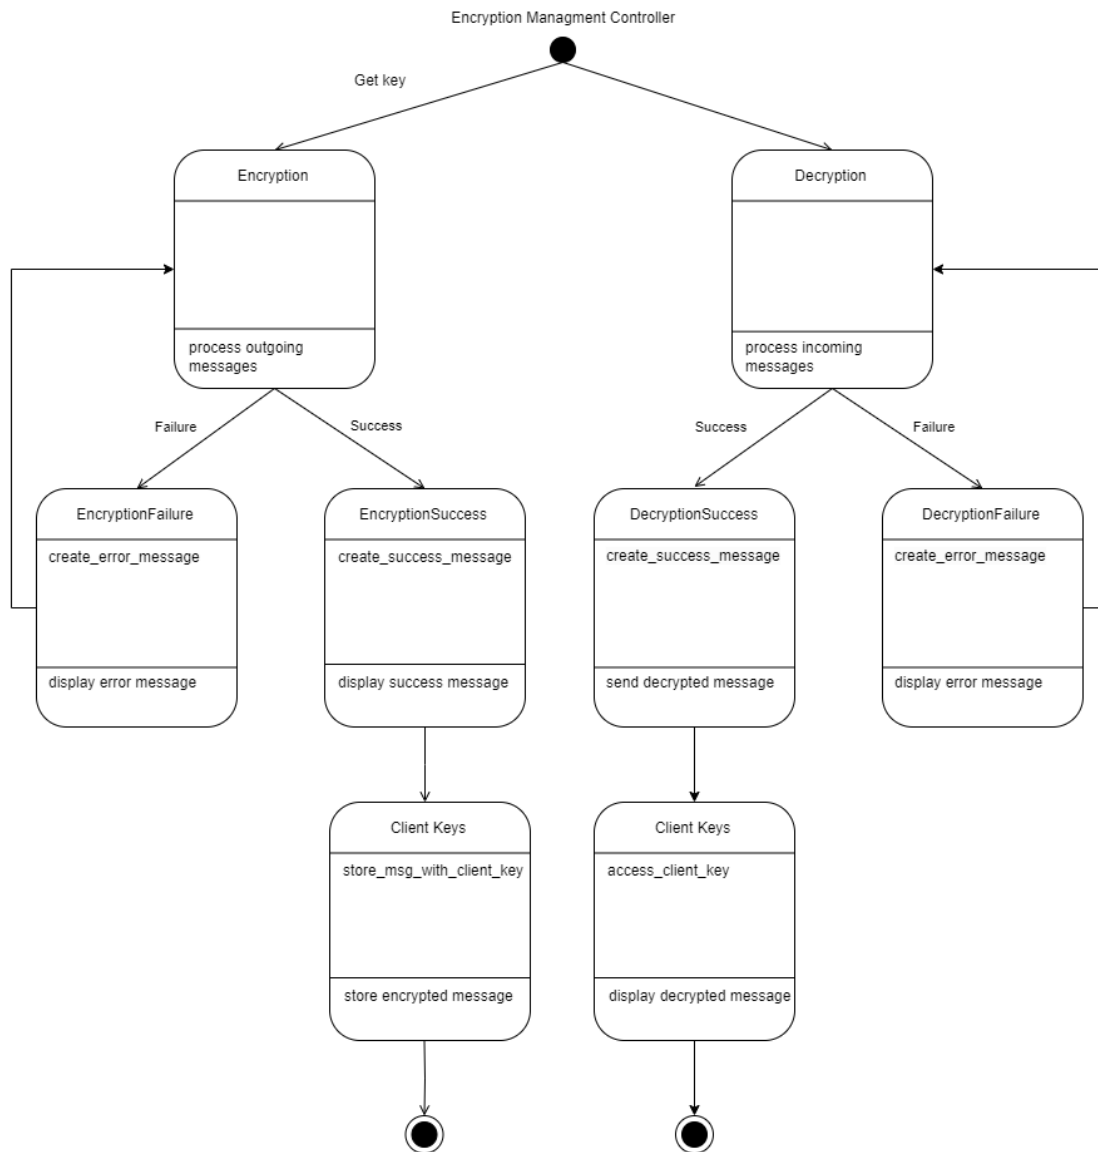 Encryption Managment Controller
Get key
Encryption
process outgoing
messages
Decryption
process incoming
messages
Failure
Success
Success
Failure
EncryptionFailure
create_error_message
display error message
EncryptionSuccess
create_success_message
display success message
DecryptionSuccess
create_success_message
send decrypted message
DecryptionFailure
create_error_message
display error message
Client Keys
store_msg_with_client_key
store encrypted message
Client Keys
access_client_key
display decrypted message